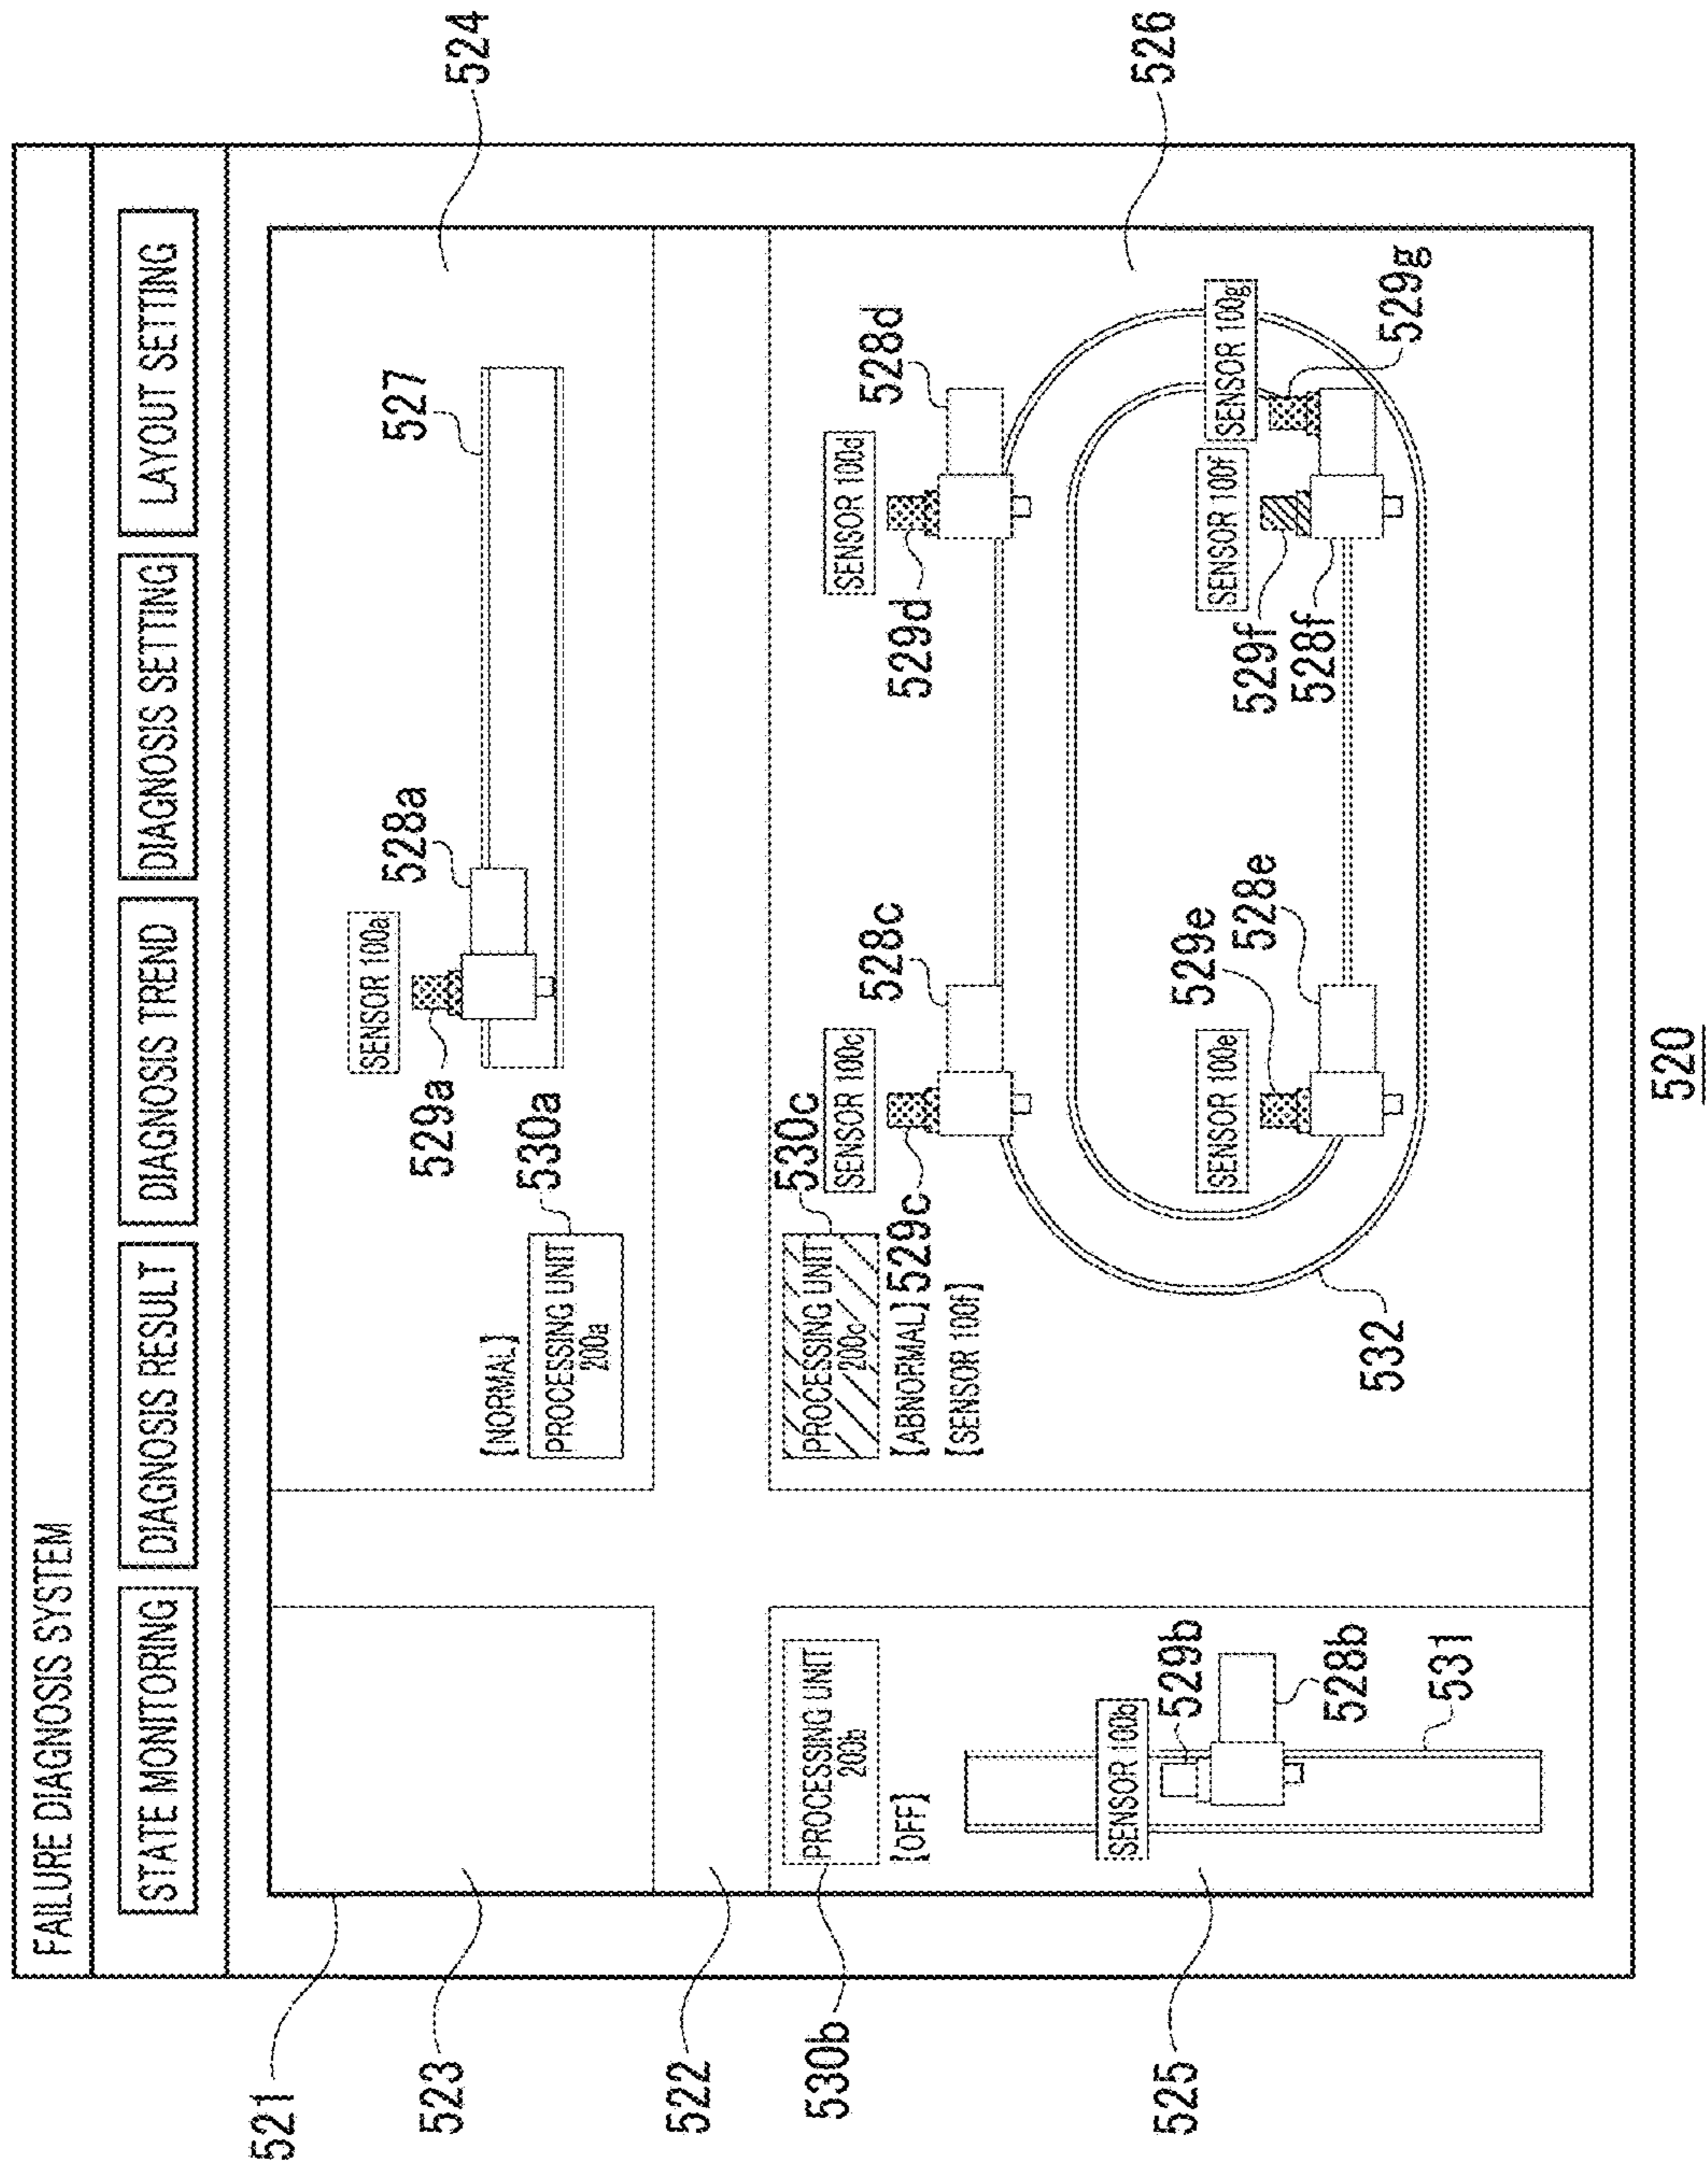 FAILURE DIAGNOSIS SYSTEM
STATE MONITORING
DIAGNOSIS RESULT
DIAGNOSIS TREND
DIAGNOSIS SETTING
LAYOUT SETTING
521
523
522
530b
525
524
526
527
SENSOR 100a
528a
529a
530a
[NORMAL]
PROCESSING UNIT
200a
PROCESSING UNIT
200b
[OFF]
SENSOR 100b
529b
528b
531
530c
PROCESSING UNIT
200c
[ABNORMAL]
[SENSOR 100f]
SENSOR 100c
529c
528c
SENSOR 100d
529d
528d
SENSOR 100e
529e
528e
SENSOR 100f
529f
528f
SENSOR 100g
529g
532
520